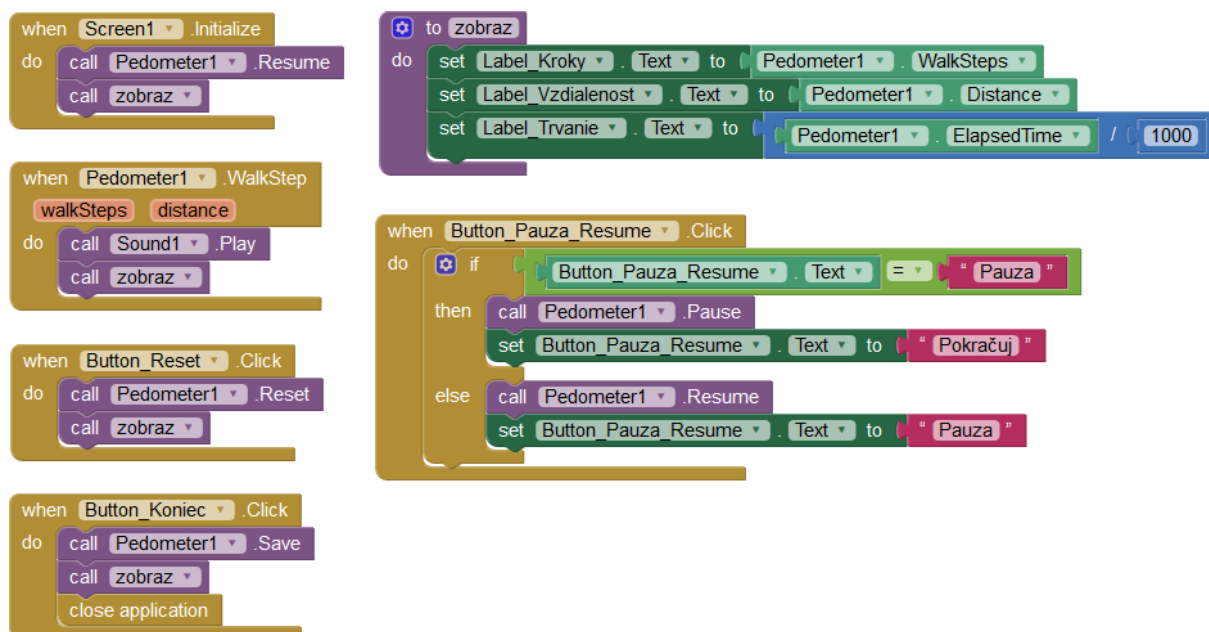 when Screen1 .Initialize
do call Pedometer1 .Resume
call zobraz
when Pedometer1 .WalkStep
walkSteps distance
do call Sound1 .Play
call zobraz
when Button_Reset .Click
do call Pedometer1 .Reset
call zobraz
when Button_Koniec .Click
do call Pedometer1 .Save
call zobraz
close application
to zobraz
do set Label_Kroky . Text to Pedometer1 . WalkSteps
set Label_Vzdialenost . Text to Pedometer1 . Distance
set Label_Trvanie . Text to Pedometer1 . ElapsedTime / 1000
when Button_Pauza_Resume .Click
do if Button_Pauza_Resume . Text = “ Pauza ”
then call Pedometer1 .Pause
set Button_Pauza_Resume . Text to “ Pokračuj ”
else call Pedometer1 .Resume
set Button_Pauza_Resume . Text to “ Pauza ”